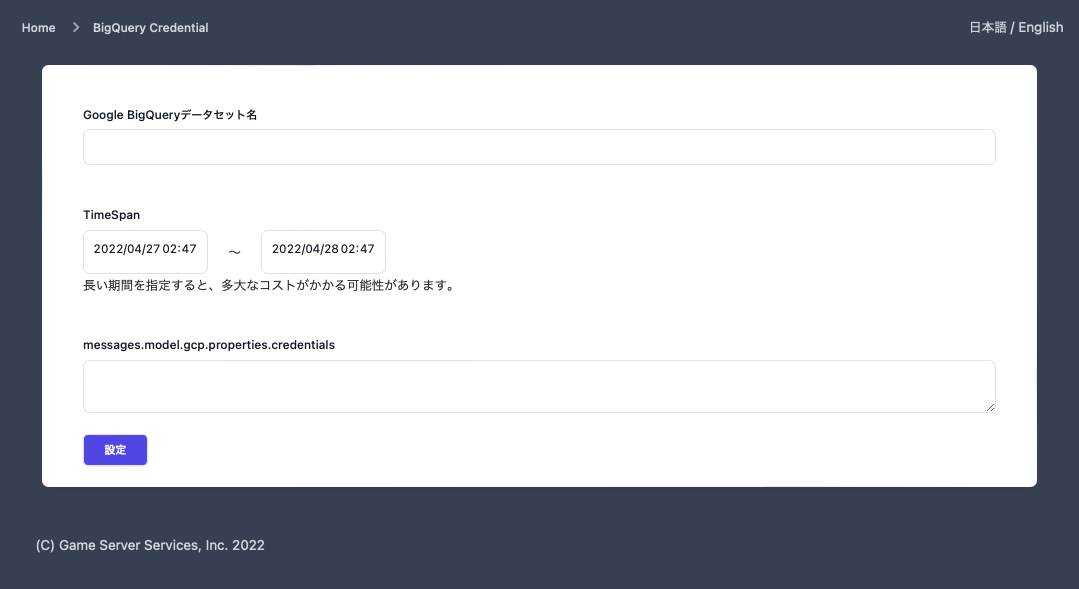 Home > BigQuery Credential
日本語 / English
Google BigQueryデータセット名
TimeSpan
2022/04/27 02:47 〜 2022/04/28 02:47
長い期間を指定すると、多大なコストがかかる可能性があります。
messages.model.gcp.properties.credentials
設定
(C) Game Server Services, Inc. 2022